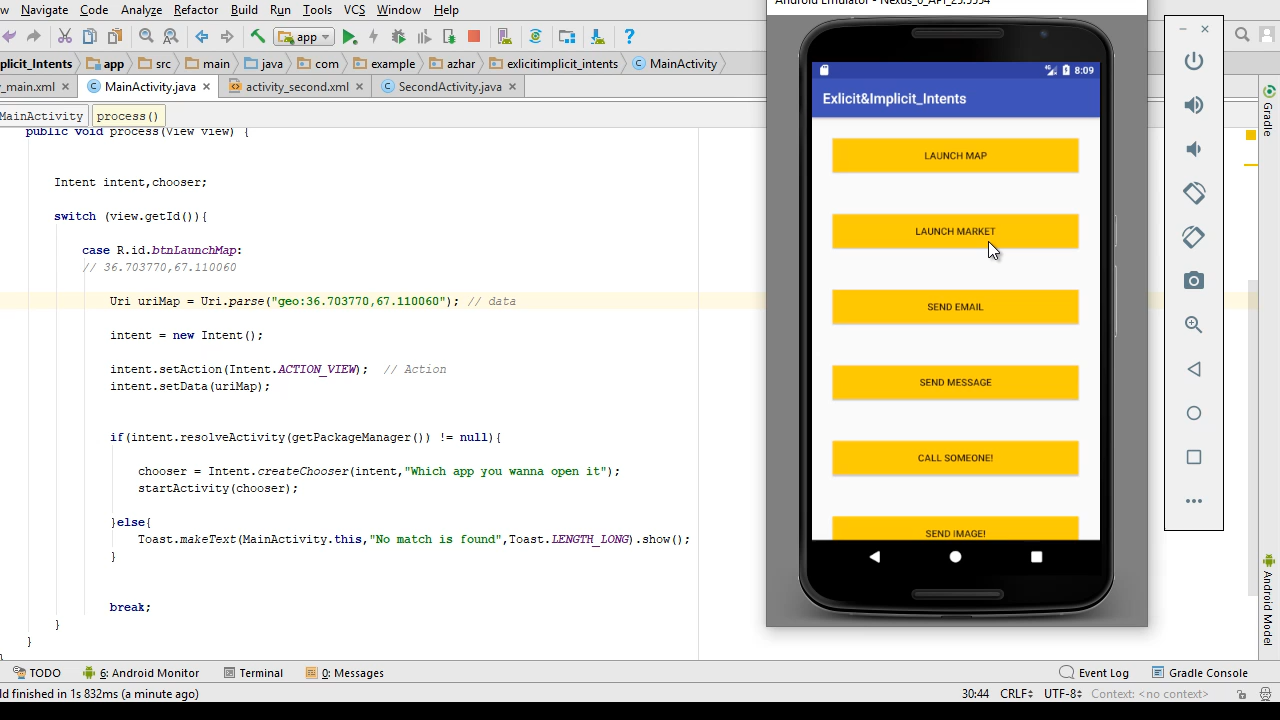 w Navigate Code Analyze Refactor Build Run Tools VCS Window Help
app
plicit_Intents app src main java com example azhar exlicitimplicit_intents MainActivity
_main.xml MainActivity.java activity_second.xml SecondActivity.java
MainActivity process()
public void process(View view) {
Intent intent,chooser;
switch (view.getId()){
case R.id.btnLaunchMap:
// 36.703770,67.110060
Uri uriMap = Uri.parse("geo:36.703770,67.110060"); // data
intent = new Intent();
intent.setAction(Intent.ACTION_VIEW); // Action
intent.setData(uriMap);
if(intent.resolveActivity(getPackageManager()) != null){
chooser = Intent.createChooser(intent,"Which app you wanna open it");
startActivity(chooser);
}else{
Toast.makeText(MainActivity.this,"No match is found",Toast.LENGTH_LONG).show();
}
break;
}
}
8:09
Exlicit&Implicit_Intents
LAUNCH MAP
LAUNCH MARKET
SEND EMAIL
SEND MESSAGE
CALL SOMEONE!
SEND IMAGE!
Gradle
Android Model
TODO 6: Android Monitor Terminal 0: Messages Event Log Gradle Console
ld finished in 1s 832ms (a minute ago) 30:44 CRLF UTF-8 Context: <no context>